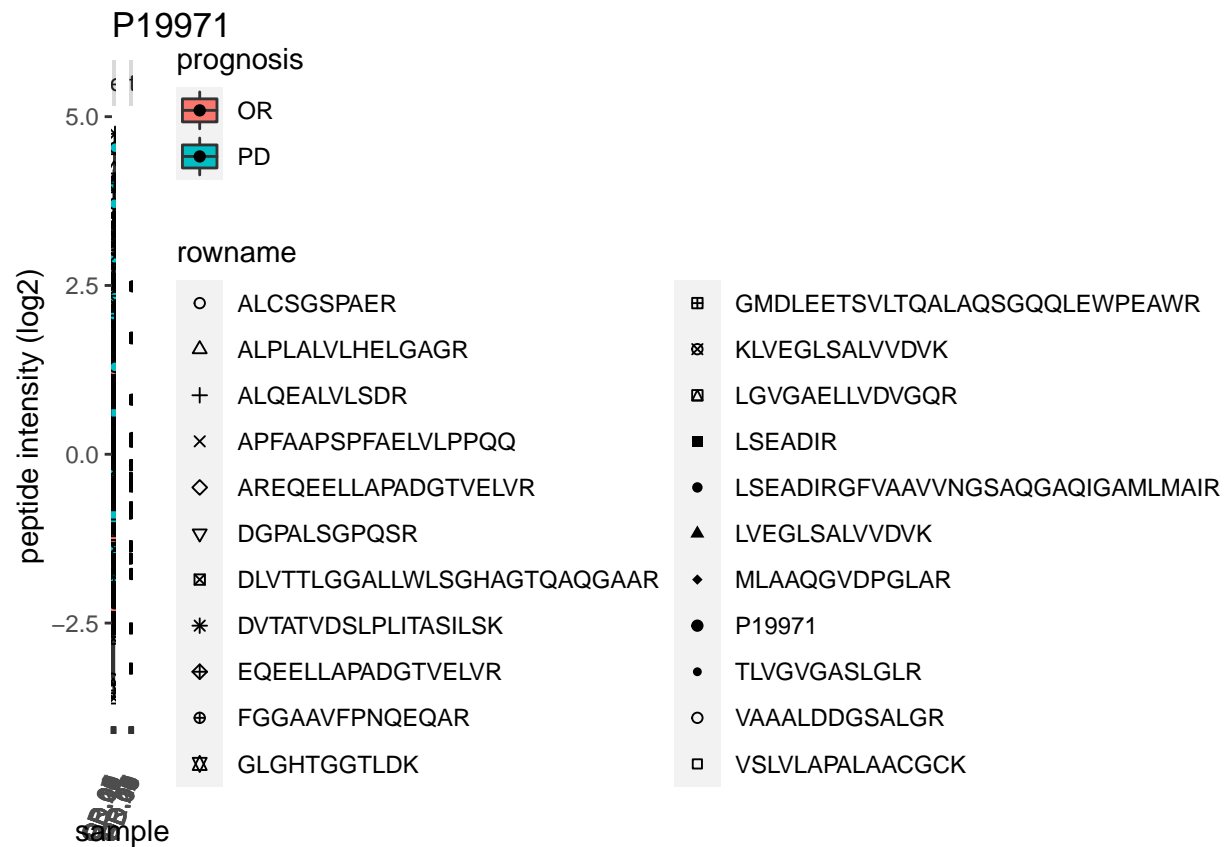 P19971
prognosis
OR
PD
5.0
2.5
0.0
−2.5
peptide intensity (log2)
sample
rowname
ALCSGSPAER
ALPLALVLHELGAGR
ALQEALVLSDR
APFAAPSPFAELVLPPQQ
AREQEELLAPADGTVELVR
DGPALSGPQSR
DLVTTLGGALLWLSGHAGTQAQGAAR
DVTATVDSLPLITASILSK
EQEELLAPADGTVELVR
FGGAAVFPNQEQAR
GLGHTGGTLDK
GMDLEETSVLTQALAQSGQQLEWPEAWR
KLVEGLSALVVDVK
LGVGAELLVDVGQR
LSEADIR
LSEADIRGFVAAVVNGSAQGAQIGAMLMAIR
LVEGLSALVVDVK
MLAAQGVDPGLAR
P19971
TLVGVGASLGLR
VAAALDDGSALGR
VSLVLAPALAACGCK